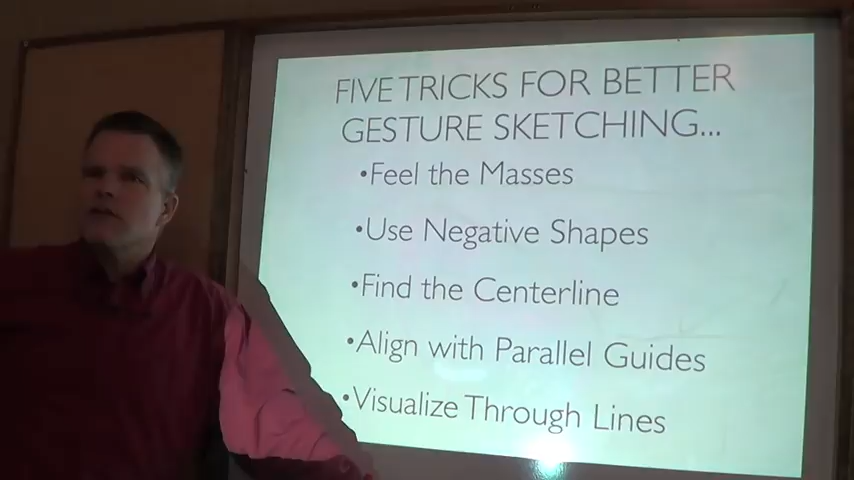 FIVE TRICKS FOR BETTER
GESTURE SKETCHING...
•Feel the Masses
•Use Negative Shapes
•Find the Centerline
•Align with Parallel Guides
•Visualize Through Lines